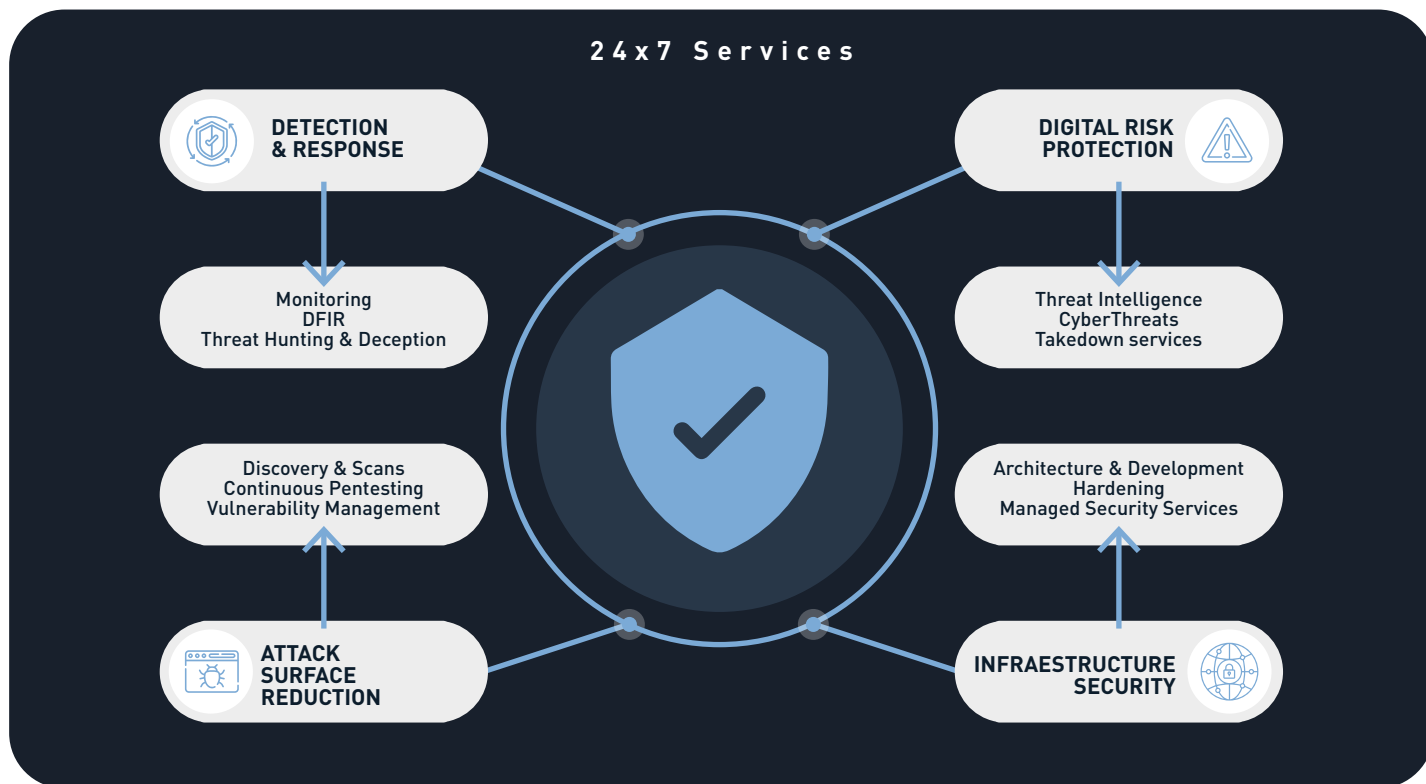 24x7 Services
DETECTION
& RESPONSE
DIGITAL RISK
PROTECTION
Monitoring
DFIR
Threat Hunting & Deception
Threat Intelligence
CyberThreats
Takedown services
Discovery & Scans
Continuous Pentesting
Vulnerability Management
Architecture & Development
Hardening
Managed Security Services
ATTACK
SURFACE
REDUCTION
INFRAESTRUCTURE
SECURITY